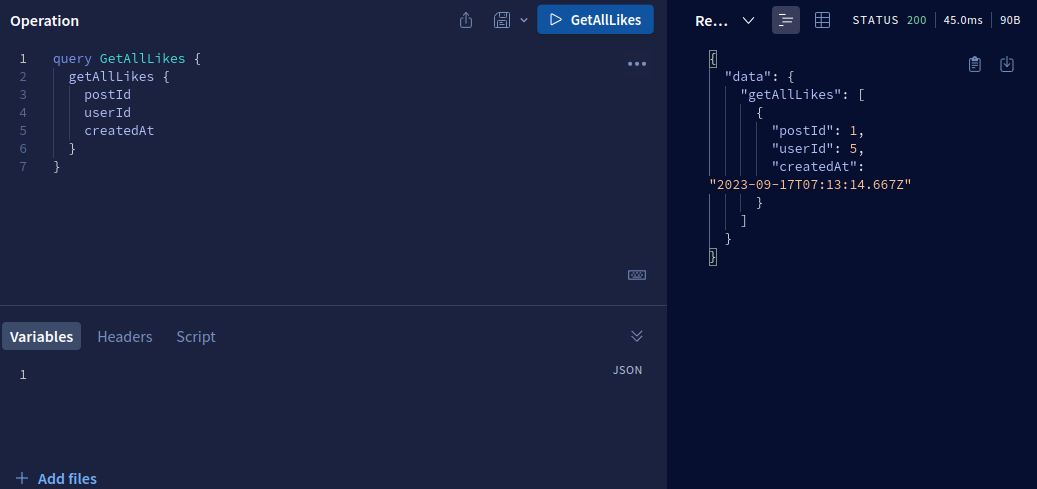 Operation
GetAllLikes
1 query GetAllLikes {
2 getAllLikes {
3 postId
4 userId
5 createdAt
6 }
7 }
Variables Headers Script
JSON
1
+ Add files
Re... STATUS 200 45.0ms 90B
{
"data": {
"getAllLikes": [
{
"postId": 1,
"userId": 5,
"createdAt":
"2023-09-17T07:13:14.667Z"
}
]
}
}